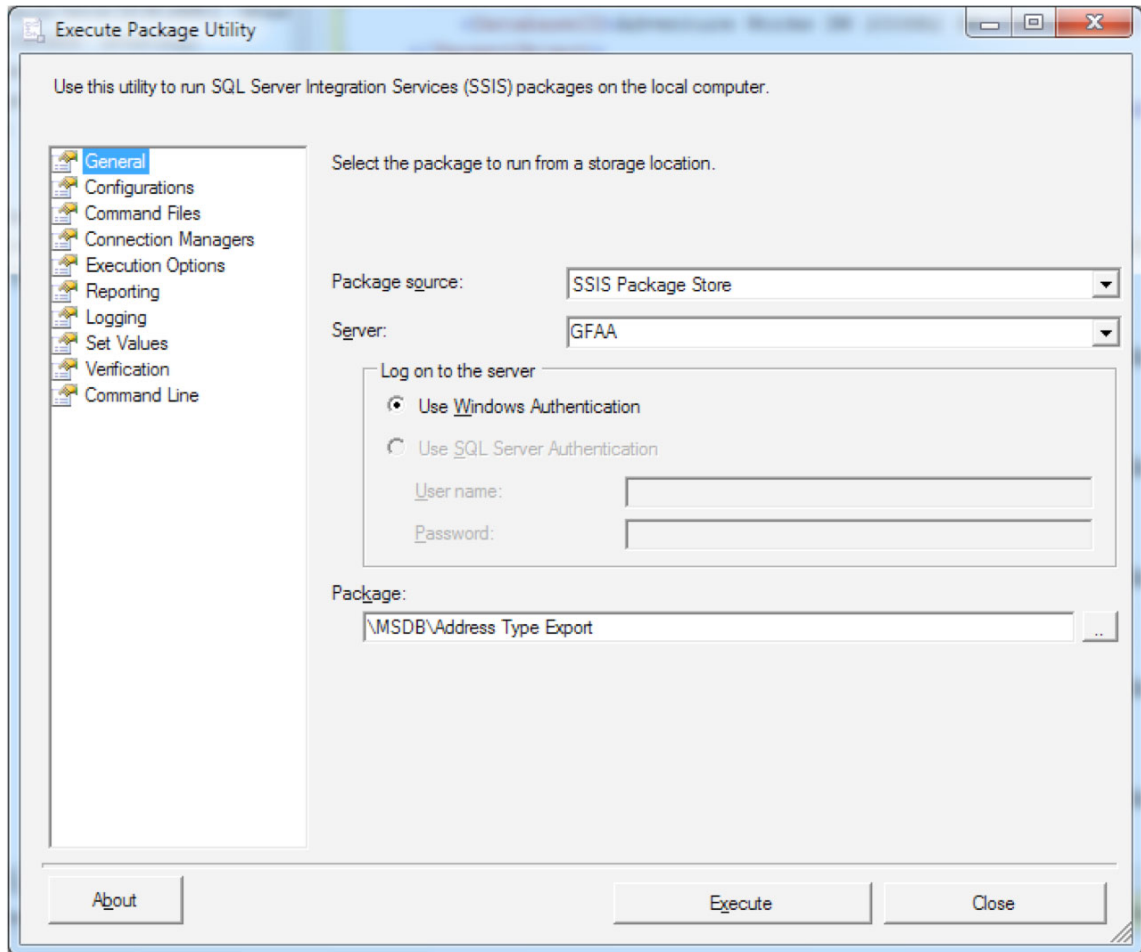 Execute Package Utility
Use this utility to run SQL Server Integration Services (SSIS) packages on the local computer.
General
Configurations
Command Files
Connection Managers
Execution Options
Reporting
Logging
Set Values
Verification
Command Line
Select the package to run from a storage location.
Package source: SSIS Package Store
Server: GFAA
Log on to the server
Use Windows Authentication
Use SQL Server Authentication
User name:
Password:
Package:
\MSDB\Address Type Export
..
About Execute Close